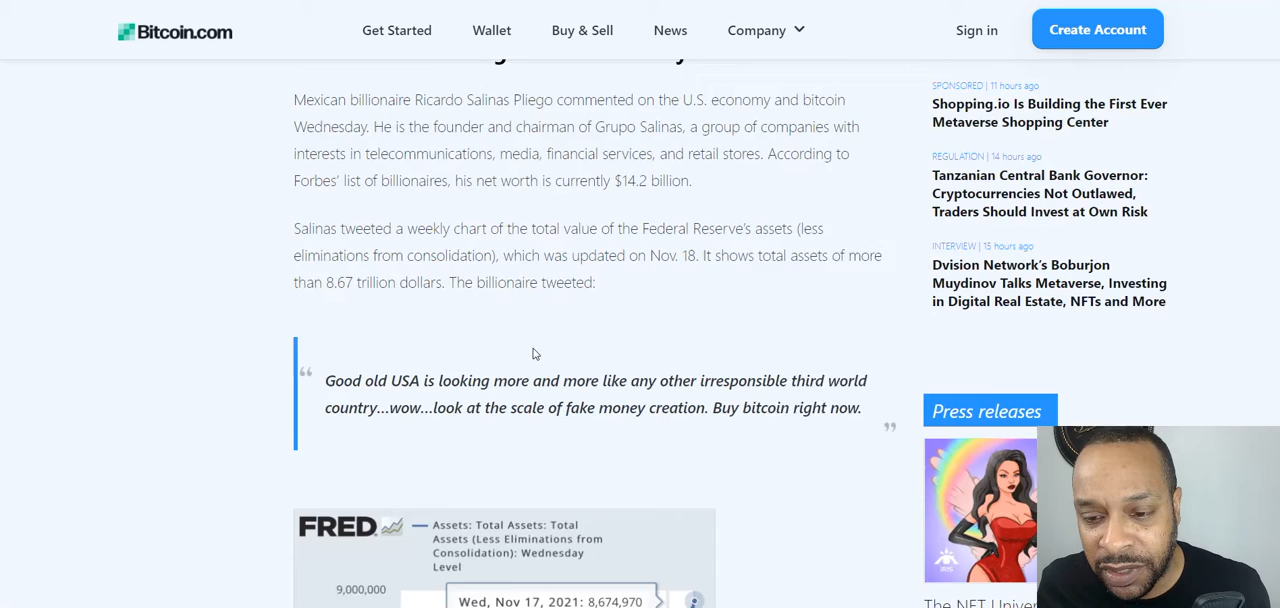 Bitcoin.com
Get Started
Wallet
Buy & Sell
News
Company
Sign in
Create Account
Mexican billionaire Ricardo Salinas Pliego commented on the U.S. economy and bitcoin
Wednesday. He is the founder and chairman of Grupo Salinas, a group of companies with
interests in telecommunications, media, financial services, and retail stores. According to
Forbes’ list of billionaires, his net worth is currently $14.2 billion.
Salinas tweeted a weekly chart of the total value of the Federal Reserve’s assets (less
eliminations from consolidation), which was updated on Nov. 18. It shows total assets of more
than 8.67 trillion dollars. The billionaire tweeted:
“ Good old USA is looking more and more like any other irresponsible third world
country...wow...look at the scale of fake money creation. Buy bitcoin right now. ”
FRED
Assets: Total Assets: Total
Assets (Less Eliminations from
Consolidation): Wednesday
Level
9,000,000
Wed, Nov 17, 2021: 8,674,970
SPONSORED | 11 hours ago
Shopping.io Is Building the First Ever
Metaverse Shopping Center
REGULATION | 14 hours ago
Tanzanian Central Bank Governor:
Cryptocurrencies Not Outlawed,
Traders Should Invest at Own Risk
INTERVIEW | 15 hours ago
Dvision Network’s Boburjon
Muydinov Talks Metaverse, Investing
in Digital Real Estate, NFTs and More
Press releases
The NFT